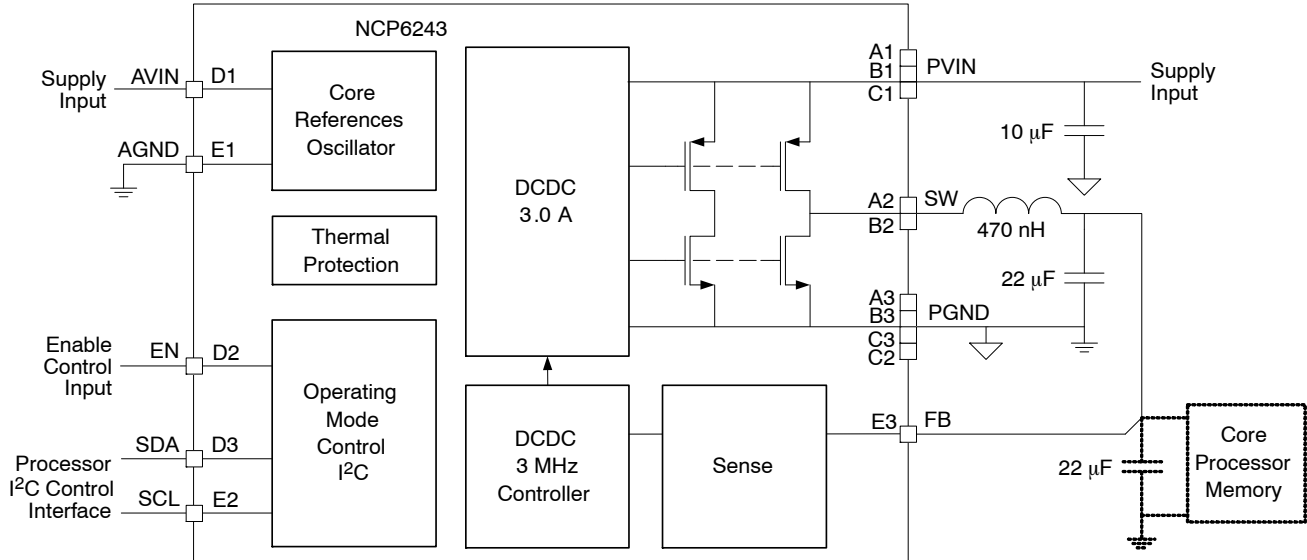 NCP6243
Supply
Input
AVIN
D1
AGND
E1
Core
References
Oscillator
Thermal
Protection
Enable
Control
Input
EN
D2
Processor
I²C Control
Interface
SDA
D3
SCL
E2
Operating
Mode
Control
I²C
DCDC
3.0 A
DCDC
3 MHz
Controller
Sense
A1
B1
C1
PVIN
Supply
Input
10 µF
A2
B2
SW
470 nH
22 µF
A3
B3
C3
C2
PGND
E3
FB
22 µF
Core
Processor
Memory